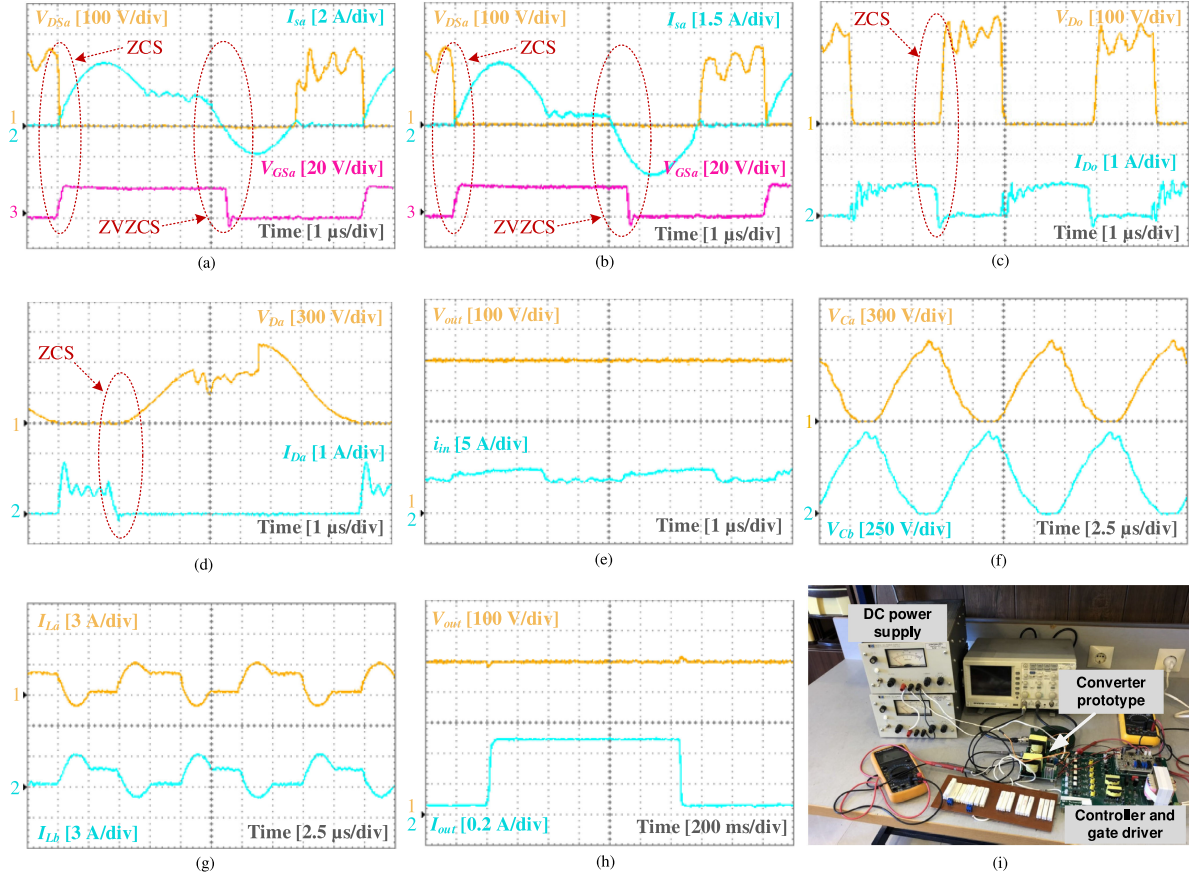 V_DSa [100 V/div] I_sa [2 A/div]
ZCS
1
2
V_GSa [20 V/div]
3
ZVZCS
Time [1 µs/div]
(a)
V_DSa [100 V/div] I_sa [1.5 A/div]
ZCS
1
2
V_GSa [20 V/div]
3
ZVZCS
Time [1 µs/div]
(b)
V_Do [100 V/div]
ZCS
1
I_Do [1 A/div]
2
Time [1 µs/div]
(c)
V_Da [300 V/div]
ZCS
1
I_Da [1 A/div]
2
Time [1 µs/div]
(d)
V_out [100 V/div]
i_in [5 A/div]
1
2
Time [1 µs/div]
(e)
V_Ca [300 V/div]
1
2
V_Cb [250 V/div] Time [2.5 µs/div]
(f)
I_La [3 A/div]
1
2
I_Lb [3 A/div] Time [2.5 µs/div]
(g)
V_out [100 V/div]
1
2
I_out [0.2 A/div] Time [200 ms/div]
(h)
DC power
supply
Converter
prototype
Controller and
gate driver
(i)